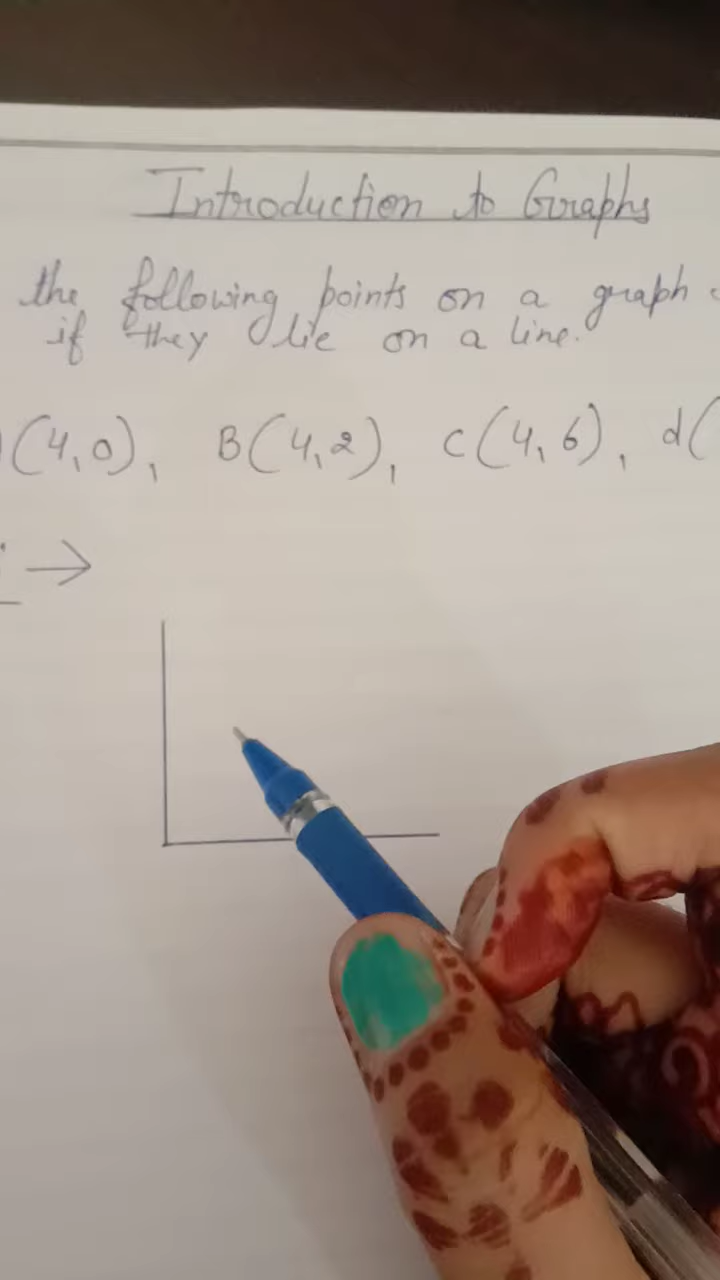 Introduction to Graphs
the following points on a graph
if they lie on a line.
(4,0), B(4,2), C(4,6), d(